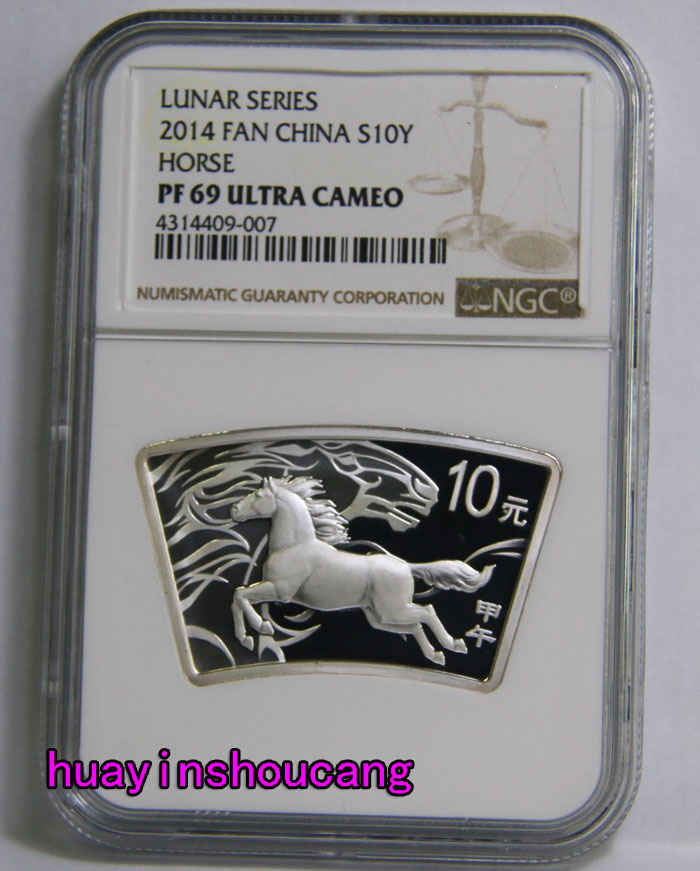 LUNAR SERIES
2014 FAN CHINA S10Y
HORSE
PF 69 ULTRA CAMEO
4314409-007
NUMISMATIC GUARANTY CORPORATION
NGC®
10元
甲
午
huayinshoucang